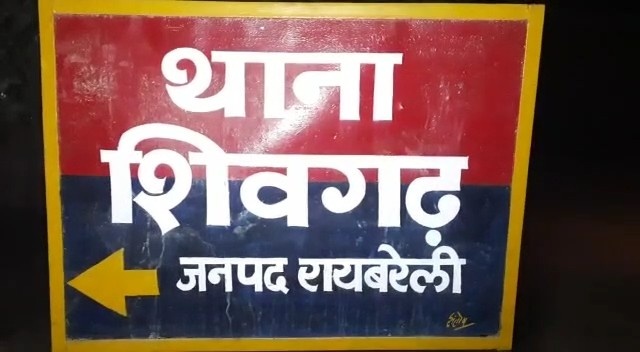 थाना
शिवगढ़
जनपद रायबरेली